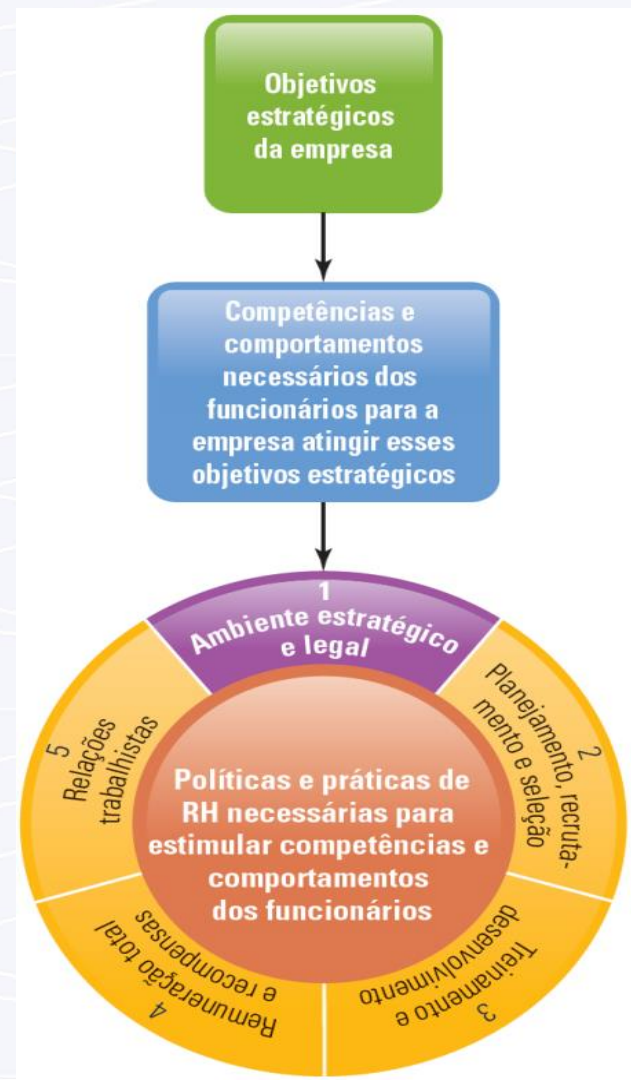 Objetivos
estratégicos
da empresa
Competências e
comportamentos
necessários dos
funcionários para a
empresa atingir esses
objetivos estratégicos
1
Ambiente estratégico
e legal
2
Planejamento, recruta-
mento e seleção
3
Treinamento e
desenvolvimento
4
Remuneração total
e recompensas
5
Relações
trabalhistas
Políticas e práticas de
RH necessárias para
estimular competências e
comportamentos
dos funcionários